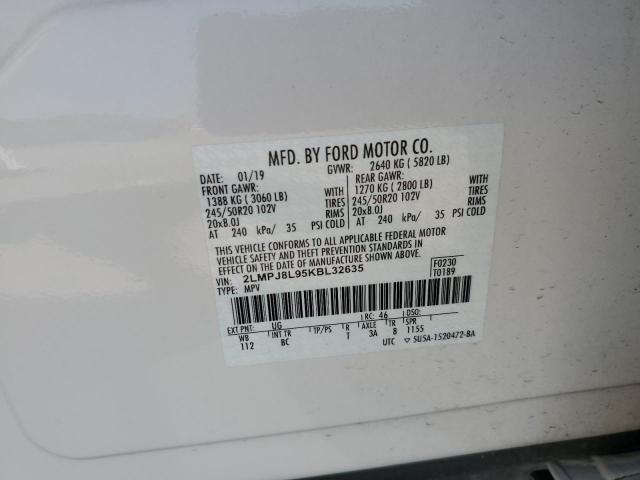 MFD. BY FORD MOTOR CO.
DATE: 01/19 GVWR: 2640 KG ( 5820 LB)
FRONT GAWR: REAR GAWR:
1388 KG ( 3060 LB) WITH 1270 KG ( 2800 LB) WITH
245/50R20 102V TIRES 245/50R20 102V TIRES
20x8.0J RIMS 20x8.0J RIMS
AT 240 kPa/ 35 PSI COLD AT 240 kPa/ 35 PSI COLD
THIS VEHICLE CONFORMS TO ALL APPLICABLE FEDERAL MOTOR
VEHICLE SAFETY AND THEFT PREVENTION STANDARDS IN
EFFECT ON THE DATE OF MANUFACTURE SHOWN ABOVE.
VIN: 2LMPJ8L95KBL32635 F0230
TYPE: MPV T0189
EXT PNT: UG RC: 46 DSO:
WB INT TR TP/PS R AXLE TR SPR
112 BC T 3A 8 1155
UTC ▽ 5U5A-1520472-BA